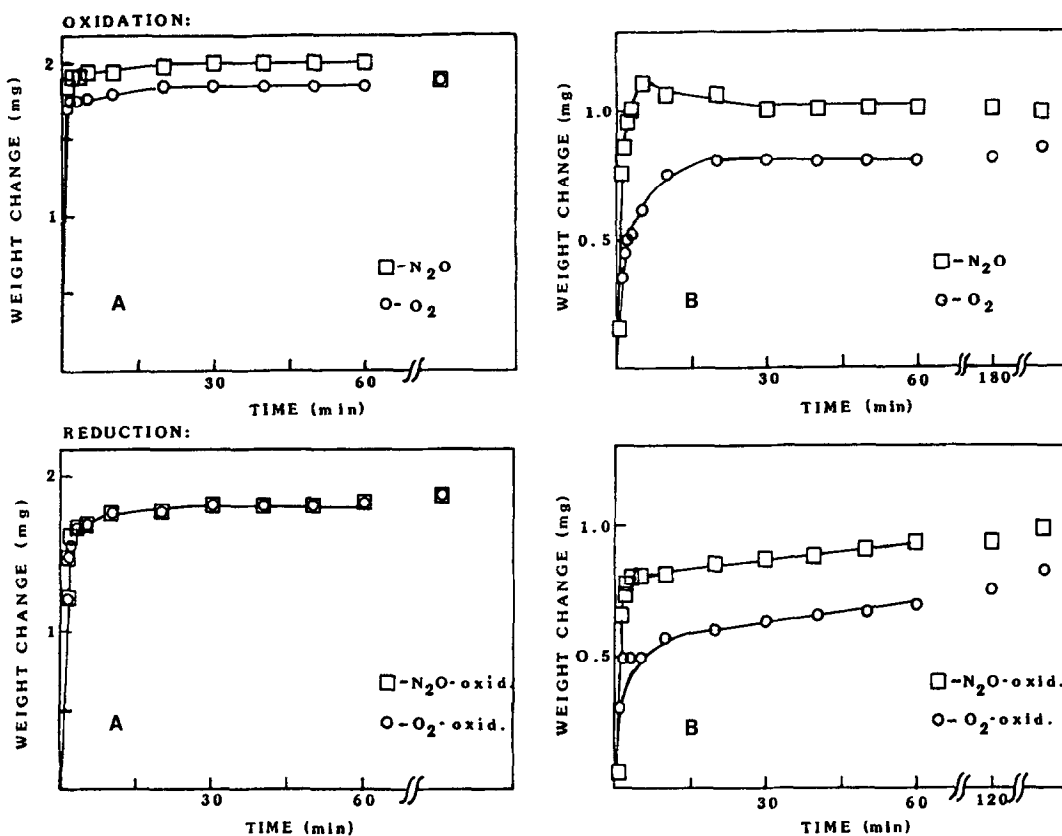 OXIDATION:
WEIGHT CHANGE (mg)
2
1
□-N₂O
○-O₂
A
30
60
TIME (min)
WEIGHT CHANGE (mg)
1.0
0.5
□-N₂O
○-O₂
B
30
60
180
TIME (min)
REDUCTION:
WEIGHT CHANGE (mg)
2
1
□-N₂O-oxid.
○-O₂-oxid.
A
30
60
TIME (min)
WEIGHT CHANGE (mg)
1.0
0.5
□-N₂O-oxid.
○-O₂-oxid.
B
30
60
120
TIME (min)